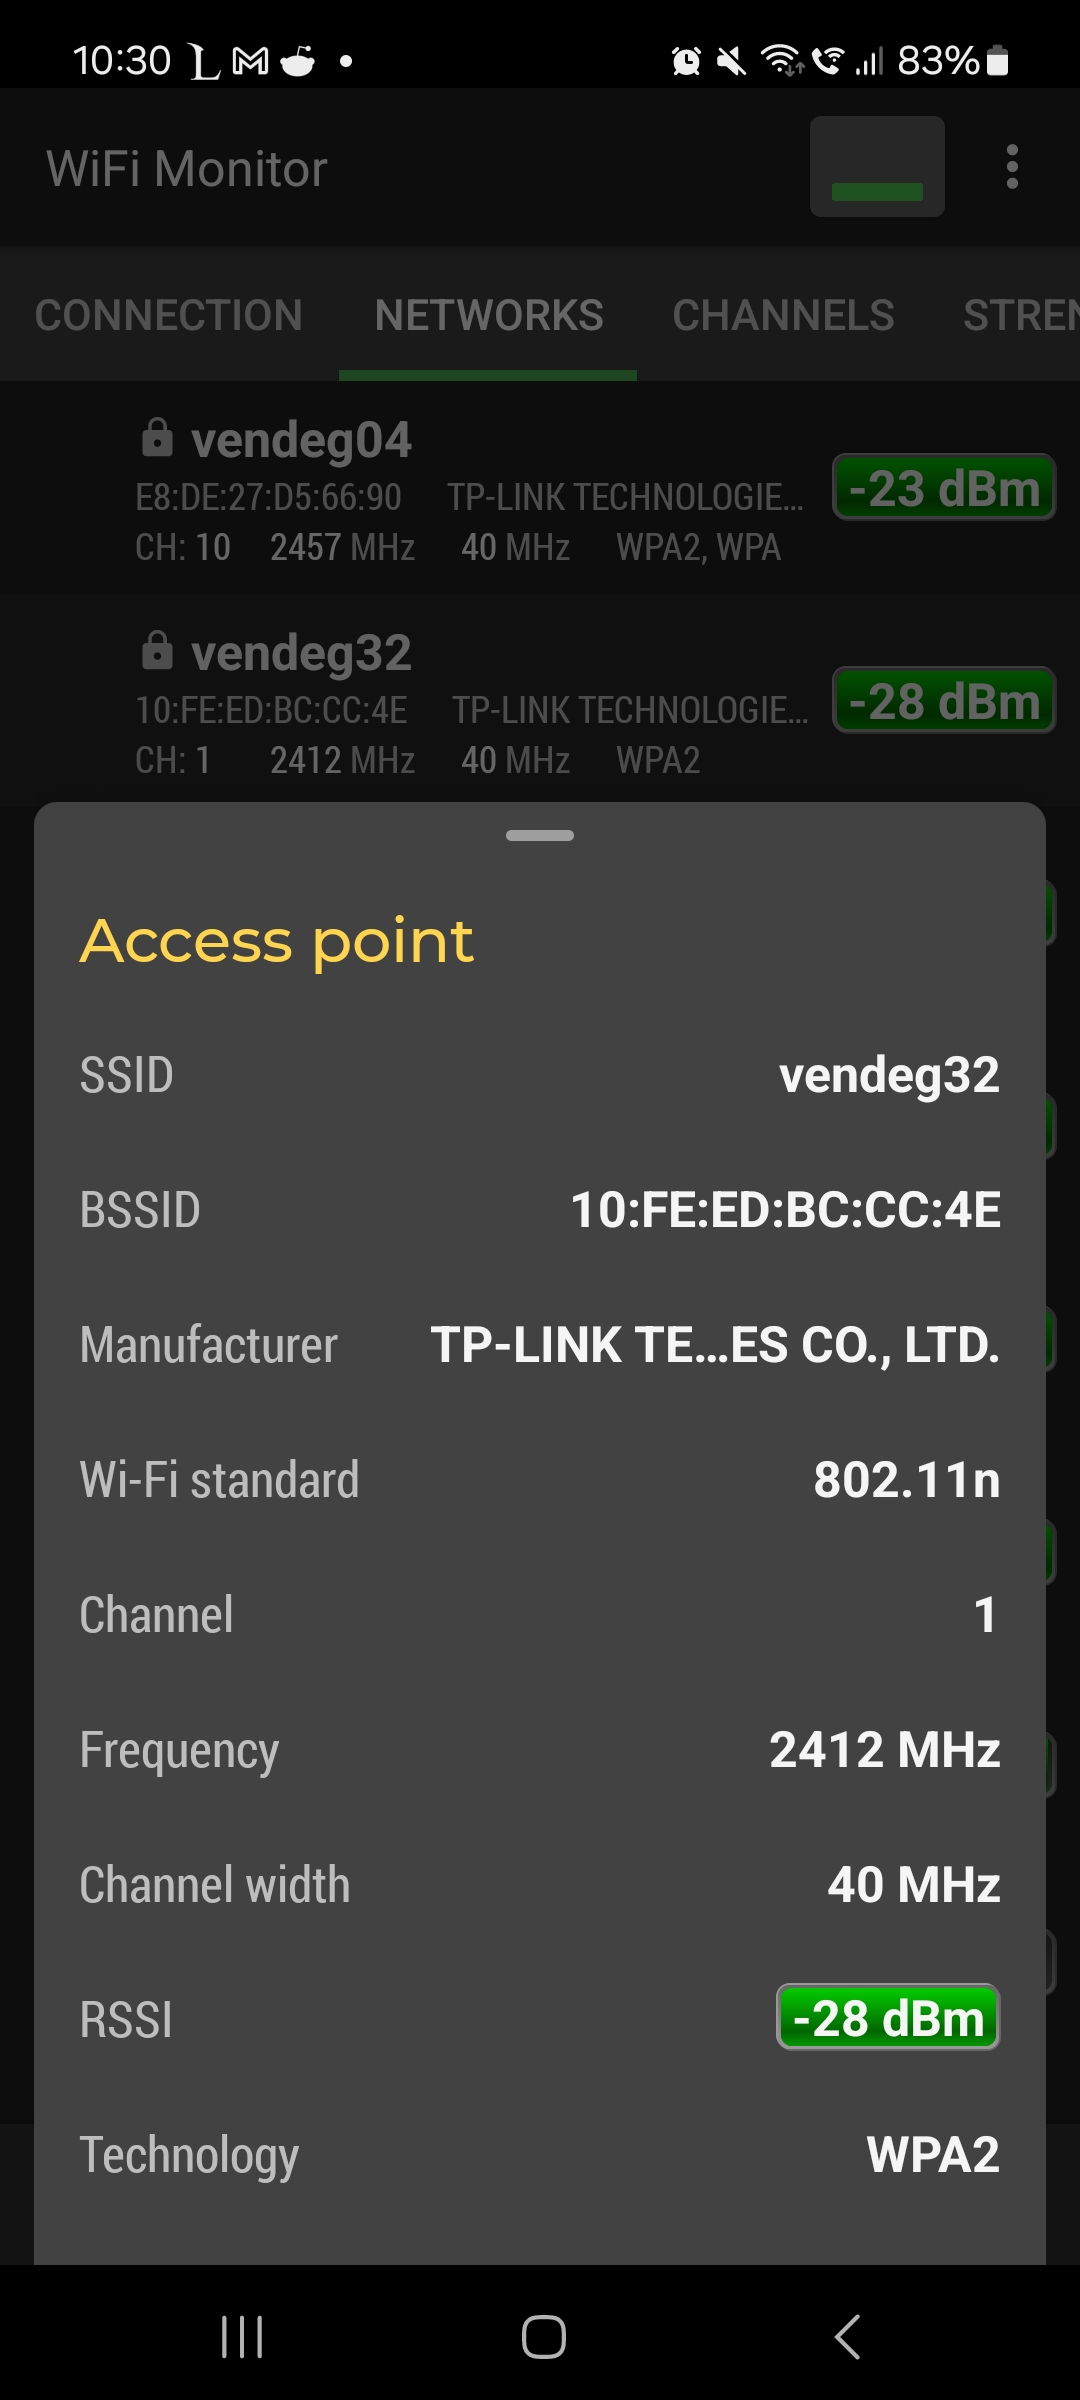 10:30
83%
WiFi Monitor
CONNECTION NETWORKS CHANNELS STREN
vendeg04
E8:DE:27:D5:66:90 TP-LINK TECHNOLOGIE... -23 dBm
CH: 10 2457 MHz 40 MHz WPA2, WPA
vendeg32
10:FE:ED:BC:CC:4E TP-LINK TECHNOLOGIE... -28 dBm
CH: 1 2412 MHz 40 MHz WPA2
Access point
SSID vendeg32
BSSID 10:FE:ED:BC:CC:4E
Manufacturer TP-LINK TE...ES CO., LTD.
Wi-Fi standard 802.11n
Channel 1
Frequency 2412 MHz
Channel width 40 MHz
RSSI -28 dBm
Technology WPA2